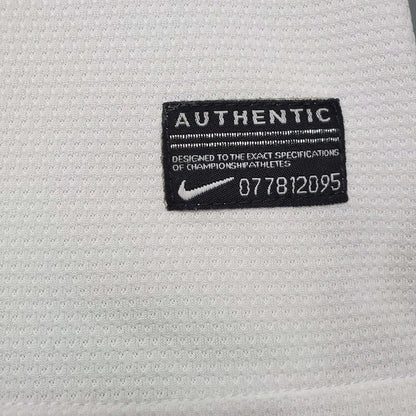 AUTHENTIC
DESIGNED TO THE EXACT SPECIFICATIONS
OF CHAMPIONSHIP ATHLETES
077812095